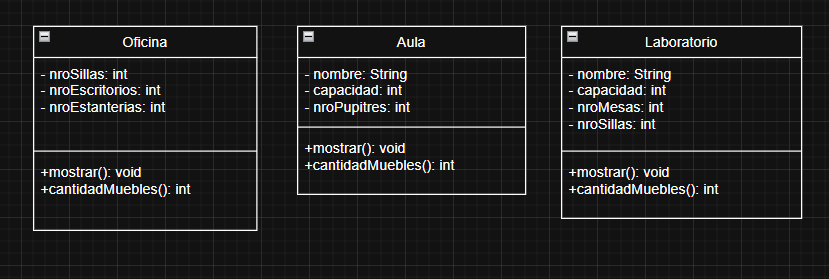 Oficina
- nroSillas: int
- nroEscritorios: int
- nroEstanterias: int
+mostrar(): void
+cantidadMuebles(): int
Aula
- nombre: String
- capacidad: int
- nroPupitres: int
+mostrar(): void
+cantidadMuebles(): int
Laboratorio
- nombre: String
- capacidad: int
- nroMesas: int
- nroSillas: int
+mostrar(): void
+cantidadMuebles(): int